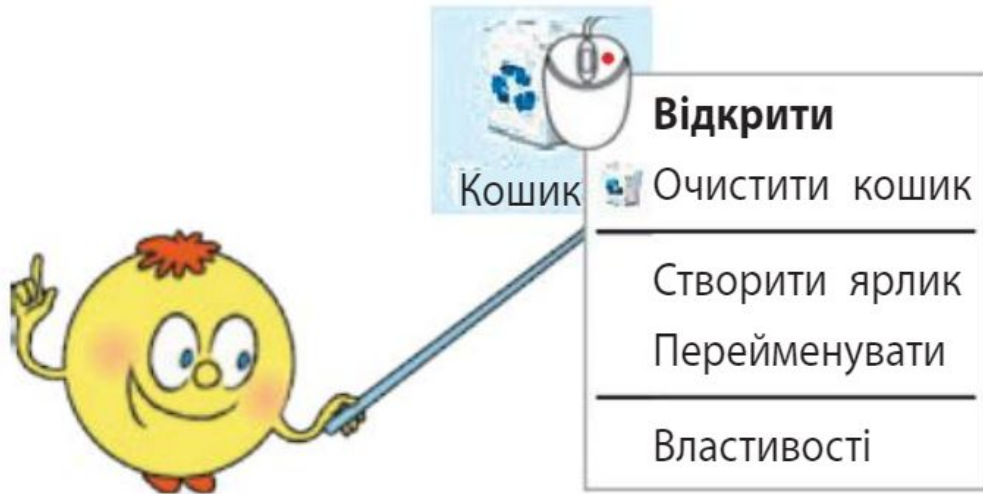 Кошик
Відкрити
Очистити кошик
Створити ярлик
Перейменувати
Властивості